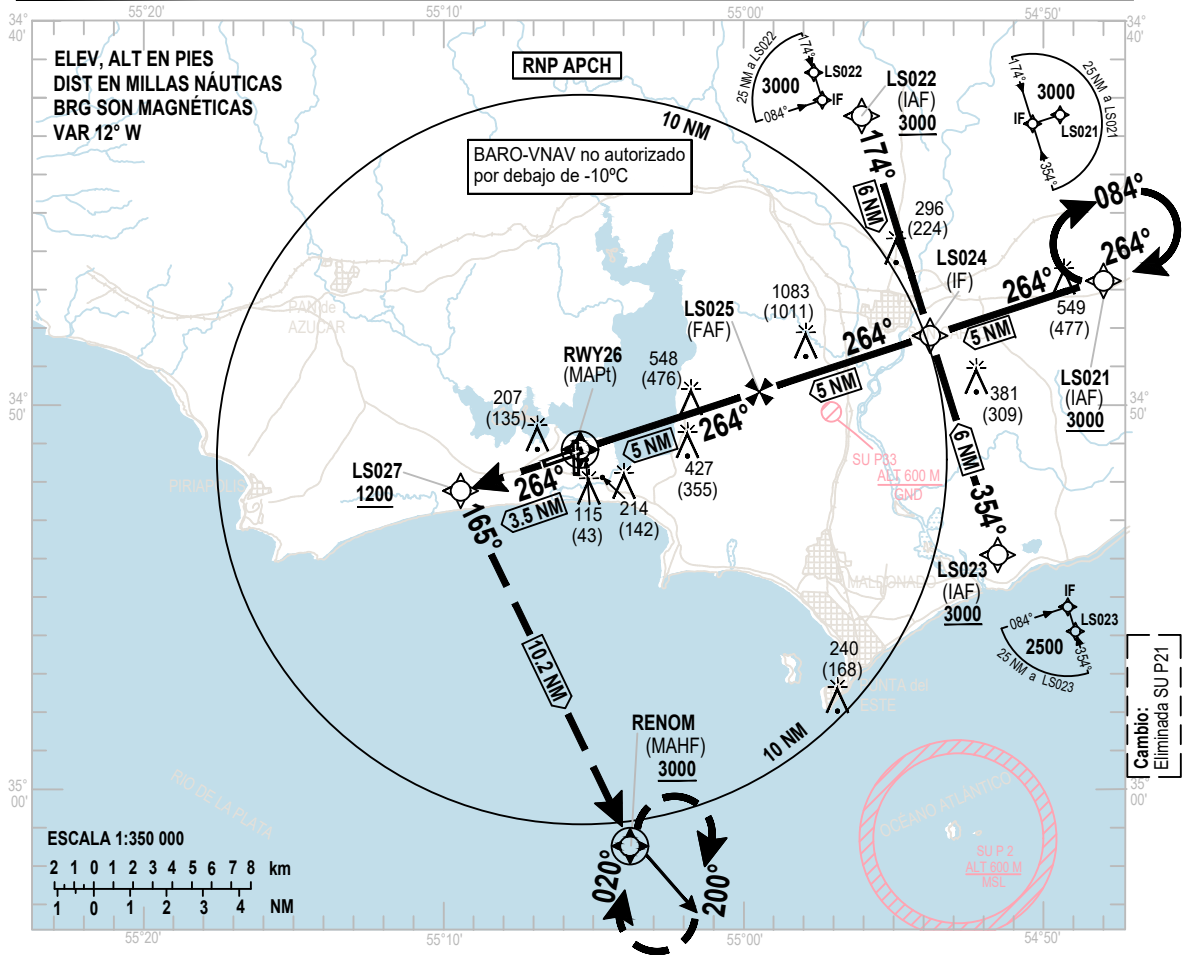 55°20'
55°10'
55°00'
54°50'
34°
40'
34°
40'
ELEV, ALT EN PIES
DIST EN MILLAS NÁUTICAS
BRG SON MAGNÉTICAS
VAR 12° W
RNP APCH
BARO-VNAV no autorizado
por debajo de -10ºC
10 NM
25 NM a LS022
174°
3000
LS022
IF
084°
LS022
(IAF)
3000
174°
6 NM
25 NM a LS021
174°
3000
IF
LS021
354°
084°
264°
296
(224)
LS024
(IF)
264°
5 NM
549
(477)
LS021
(IAF)
3000
1083
(1011)
LS025
(FAF)
264°
5 NM
PAN de
AZUCAR
RWY26
(MAPt)
548
(476)
207
(135)
264°
5 NM
381
(309)
34°
50'
34°
50'
427
(355)
SU P33
ALT 600 M
GND
6 NM
354°
LS027
1200
264°
3.5 NM
115
(43)
214
(142)
PIRIAPOLIS
165°
LS023
(IAF)
3000
MALDONADO
IF
084°
LS023
2500
354°
25 NM a LS023
10.2 NM
240
(168)
PUNTA del
ESTE
Cambio:
Eliminada SU P21
RENOM
(MAHF)
3000
10 NM
35°
00'
35°
00'
RIO DE LA PLATA
OCEANO ATLÁNTICO
SU P 2
ALT 600 M
MSL
020°
200°
ESCALA 1:350 000
2 1 0 1 2 3 4 5 6 7 8 km
1 0 1 2 3 4 NM
55°20'
55°10'
55°00'
54°50'